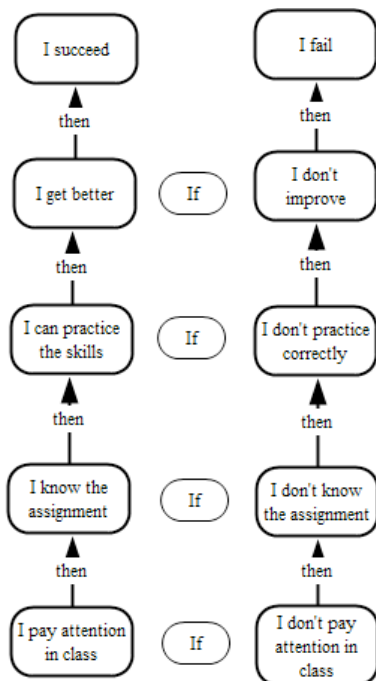 I succeed
I fail
then
then
I get better
If
I don't
improve
then
then
I can practice
the skills
If
I don't practice
correctly
then
then
I know the
assignment
If
I don't know
the assignment
then
then
I pay attention
in class
If
I don't pay
attention in
class